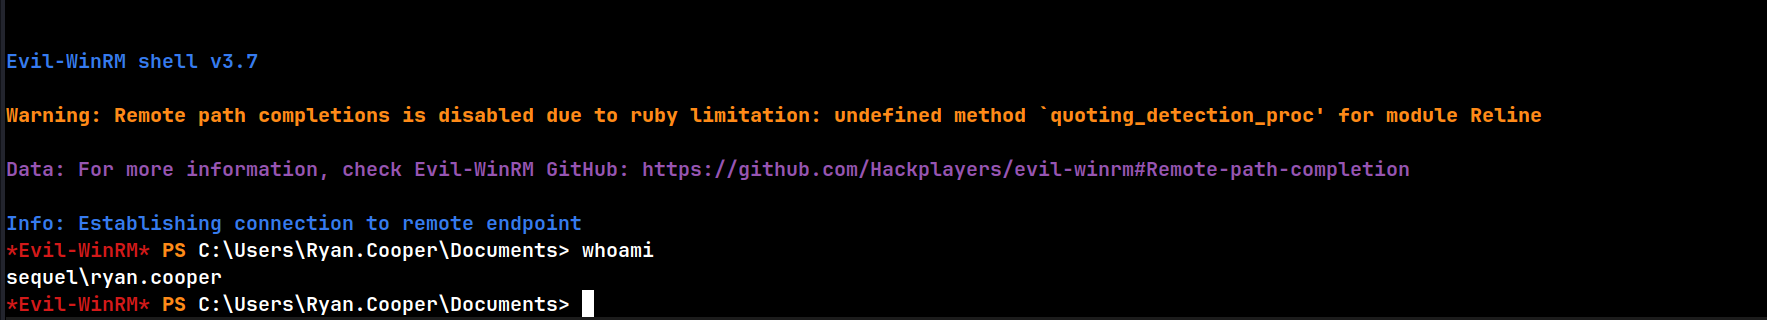 Evil-WinRM shell v3.7
Warning: Remote path completions is disabled due to ruby limitation: undefined method `quoting_detection_proc' for module Reline
Data: For more information, check Evil-WinRM GitHub: https://github.com/Hackplayers/evil-winrm#Remote-path-completion
Info: Establishing connection to remote endpoint
*Evil-WinRM* PS C:\Users\Ryan.Cooper\Documents> whoami
sequel\ryan.cooper
*Evil-WinRM* PS C:\Users\Ryan.Cooper\Documents>